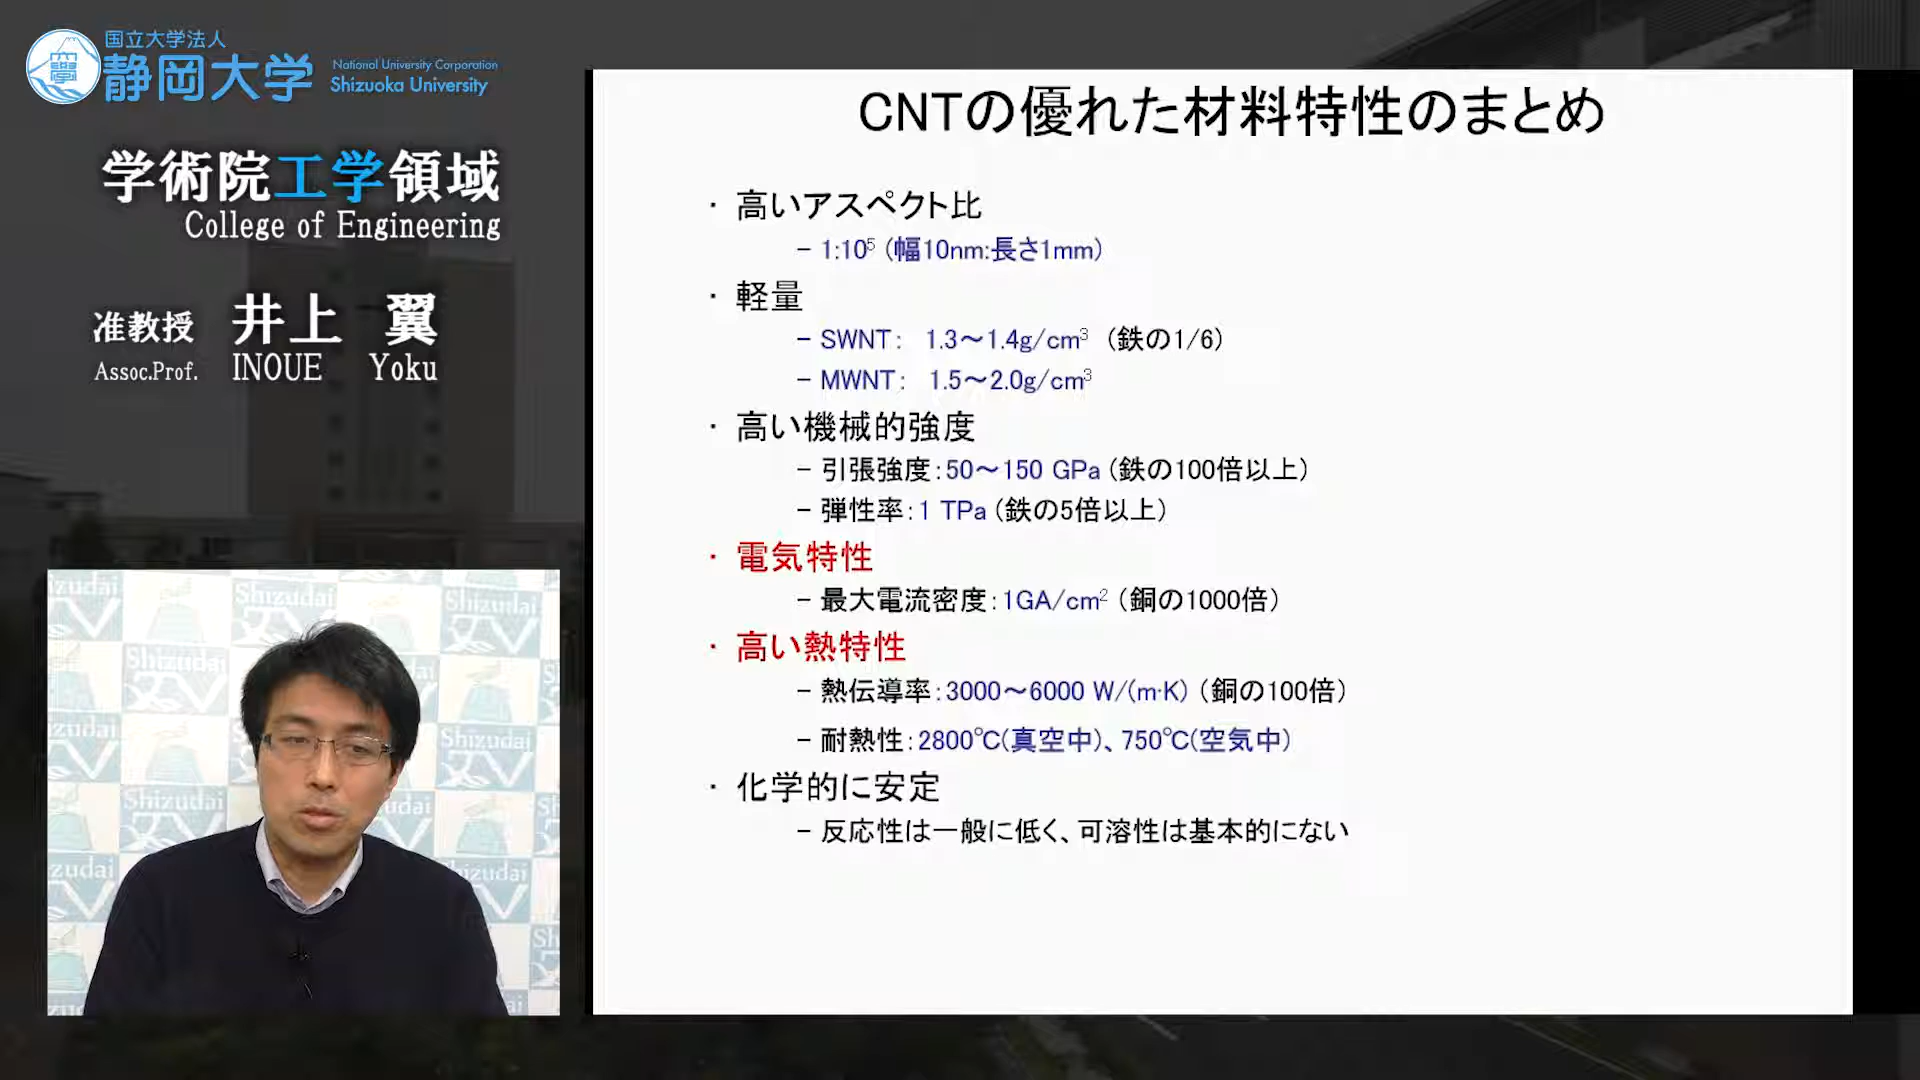 国立大学法人
静岡大学
National University Corporation
Shizuoka University
学術院工学領域
College of Engineering
准教授 井上 翼
Assoc.Prof. INOUE Yoku
CNTの優れた材料特性のまとめ
・ 高いアスペクト比
– 1:10⁵ (幅10nm:長さ1mm)
・ 軽量
– SWNT: 1.3～1.4g/cm³ (鉄の1/6)
– MWNT: 1.5～2.0g/cm³
・ 高い機械的強度
– 引張強度:50～150 GPa (鉄の100倍以上)
– 弾性率:1 TPa (鉄の5倍以上)
・ 電気特性
– 最大電流密度:1GA/cm² (銅の1000倍)
・ 高い熱特性
– 熱伝導率:3000～6000 W/(m·K) (銅の100倍)
– 耐熱性:2800℃(真空中)、750℃(空気中)
・ 化学的に安定
– 反応性は一般に低く、可溶性は基本的にない
Shizudai
Shizudai
Shizudai
Shizudai
Shizudai
Shizudai